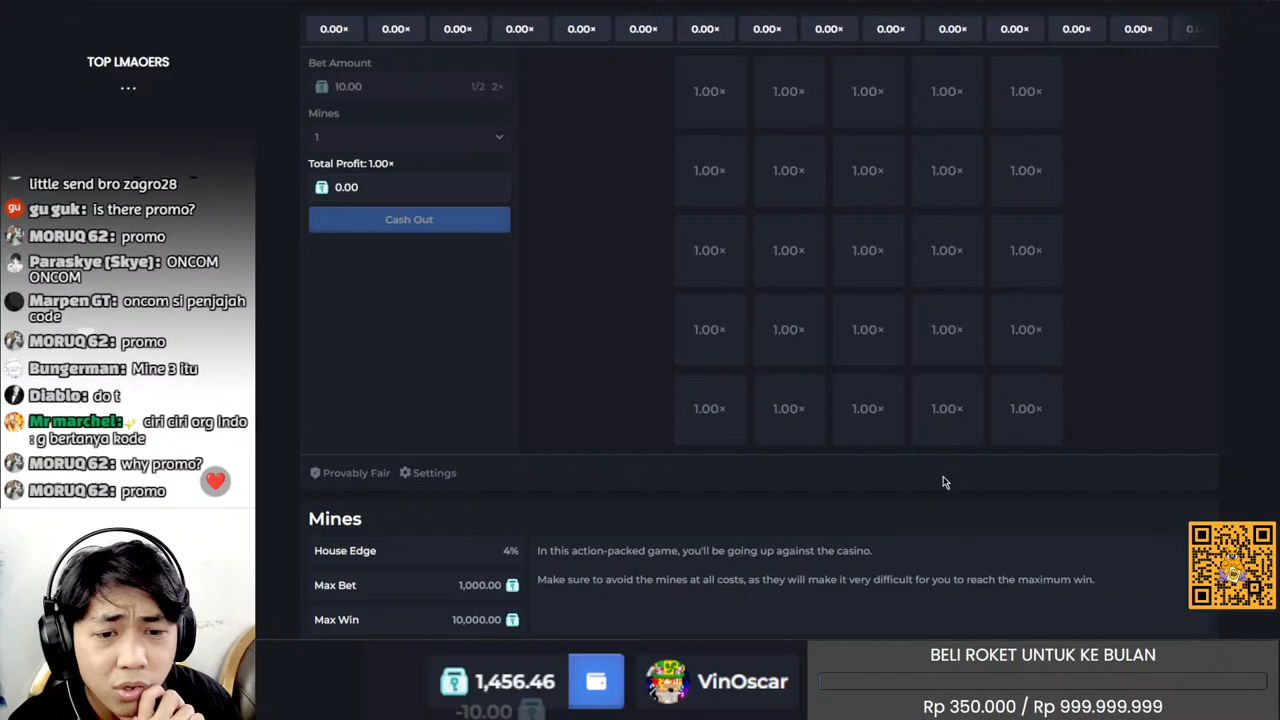 TOP LMAOERS
...
little send bro zagro28
gu gu guk: is there promo?
MORUQ 62: promo
Paraskye [Skye]: ONCOM
ONCOM
Marpen GT: oncom si penjajah
code
MORUQ 62: promo
Bungerman: Mine 3 itu
Diablo: do t
Mr marchel: ciri ciri org Indo
: g bertanya kode
MORUQ 62: why promo?
MORUQ 62: promo
0.00× 0.00× 0.00× 0.00× 0.00× 0.00× 0.00× 0.00× 0.00× 0.00× 0.00× 0.00× 0.00× 0.00
Bet Amount
10.00 1/2 2×
Mines
1
Total Profit: 1.00×
0.00
Cash Out
1.00× 1.00× 1.00× 1.00× 1.00×
1.00× 1.00× 1.00× 1.00× 1.00×
1.00× 1.00× 1.00× 1.00× 1.00×
1.00× 1.00× 1.00× 1.00× 1.00×
1.00× 1.00× 1.00× 1.00× 1.00×
Provably Fair Settings
Mines
House Edge 4%
Max Bet 1,000.00
Max Win 10,000.00
In this action-packed game, you'll be going up against the casino.
Make sure to avoid the mines at all costs, as they will make it very difficult for you to reach the maximum win.
1,456.46
-10.00
VinOscar
BELI ROKET UNTUK KE BULAN
Rp 350.000 / Rp 999.999.999